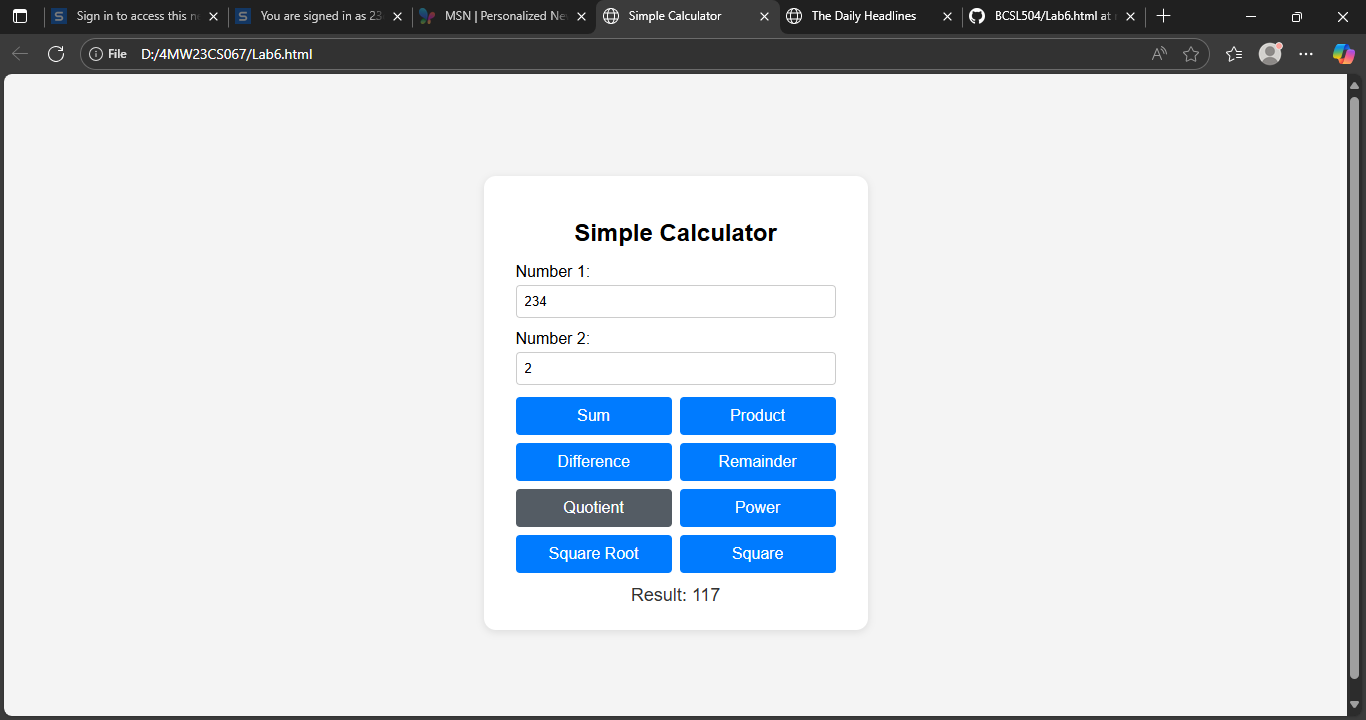 Sign in to access this n
You are signed in as 23
MSN | Personalized Ne
Simple Calculator
The Daily Headlines
BCSL504/Lab6.html at
File D:/4MW23CS067/Lab6.html
Simple Calculator
Number 1:
234
Number 2:
2
Sum Product
Difference Remainder
Quotient Power
Square Root Square
Result: 117